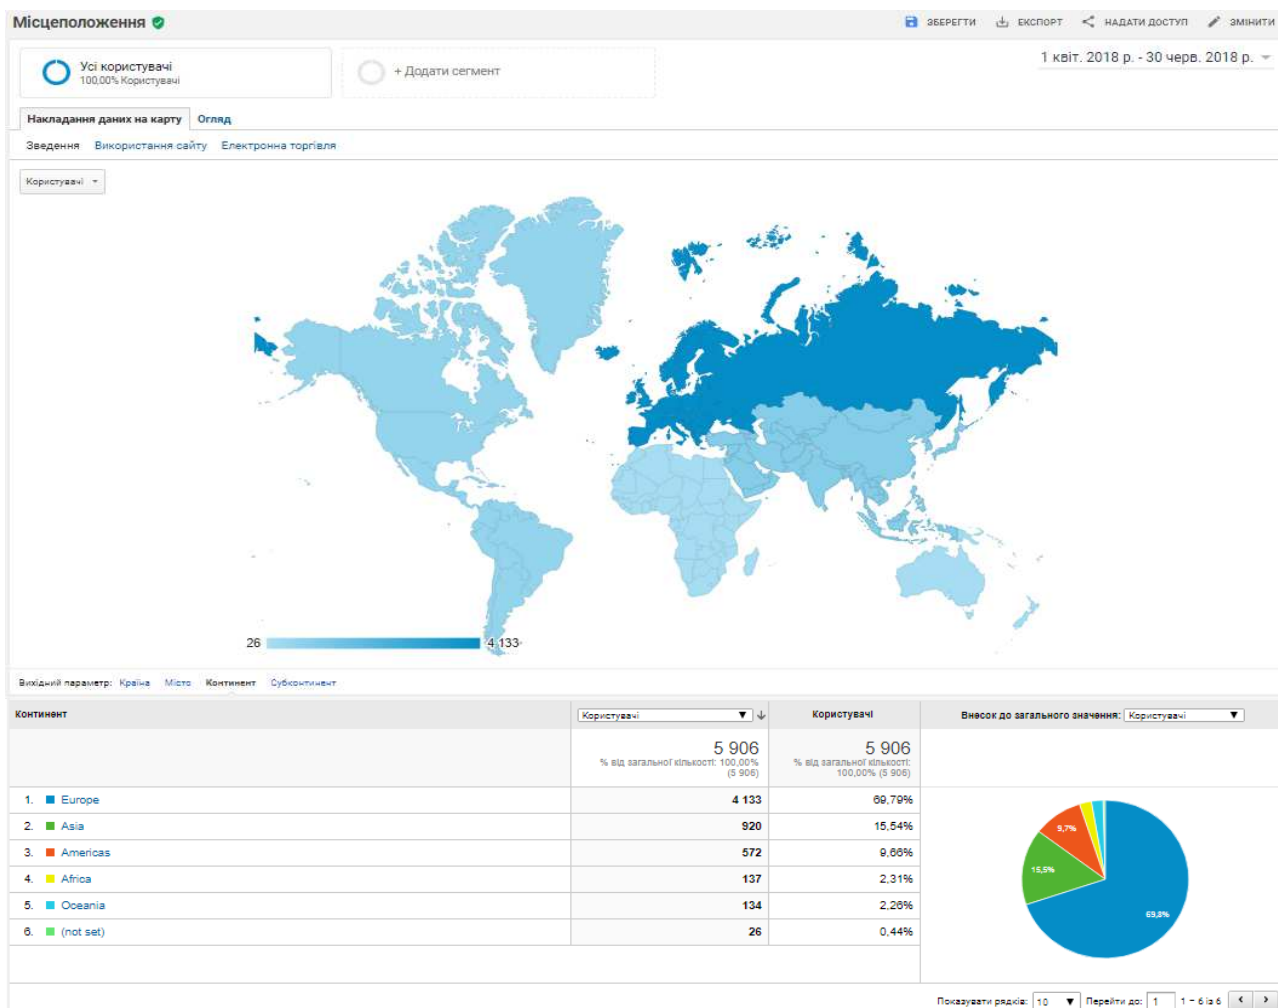 Місцеположення
ЗБЕРЕГТИ ЕКСПОРТ НАДАТИ ДОСТУП ЗМІНИТИ
Усі користувачі
100,00% Користувачі
+ Додати сегмент
1 квіт. 2018 р. - 30 черв. 2018 р.
Накладання даних на карту Огляд
Зведення Використання сайту Електронна торгівля
Користувачі
26 4 133
Вихідний параметр: Країна Місто Континент Субконтинент
Континент Користувачі Користувачі Внесок до загального значення: Користувачі
5 906 5 906
% від загальної кількості: 100,00% (5 906) % від загальної кількості: 100,00% (5 906)
1. Europe 4 133 69,79%
2. Asia 920 15,54%
3. Americas 572 9,66%
4. Africa 137 2,31%
5. Oceania 134 2,26%
6. (not set) 26 0,44%
9,7%
15,5%
69,8%
Показувати рядків: 10 Перейти до: 1 1 – 6 із 6